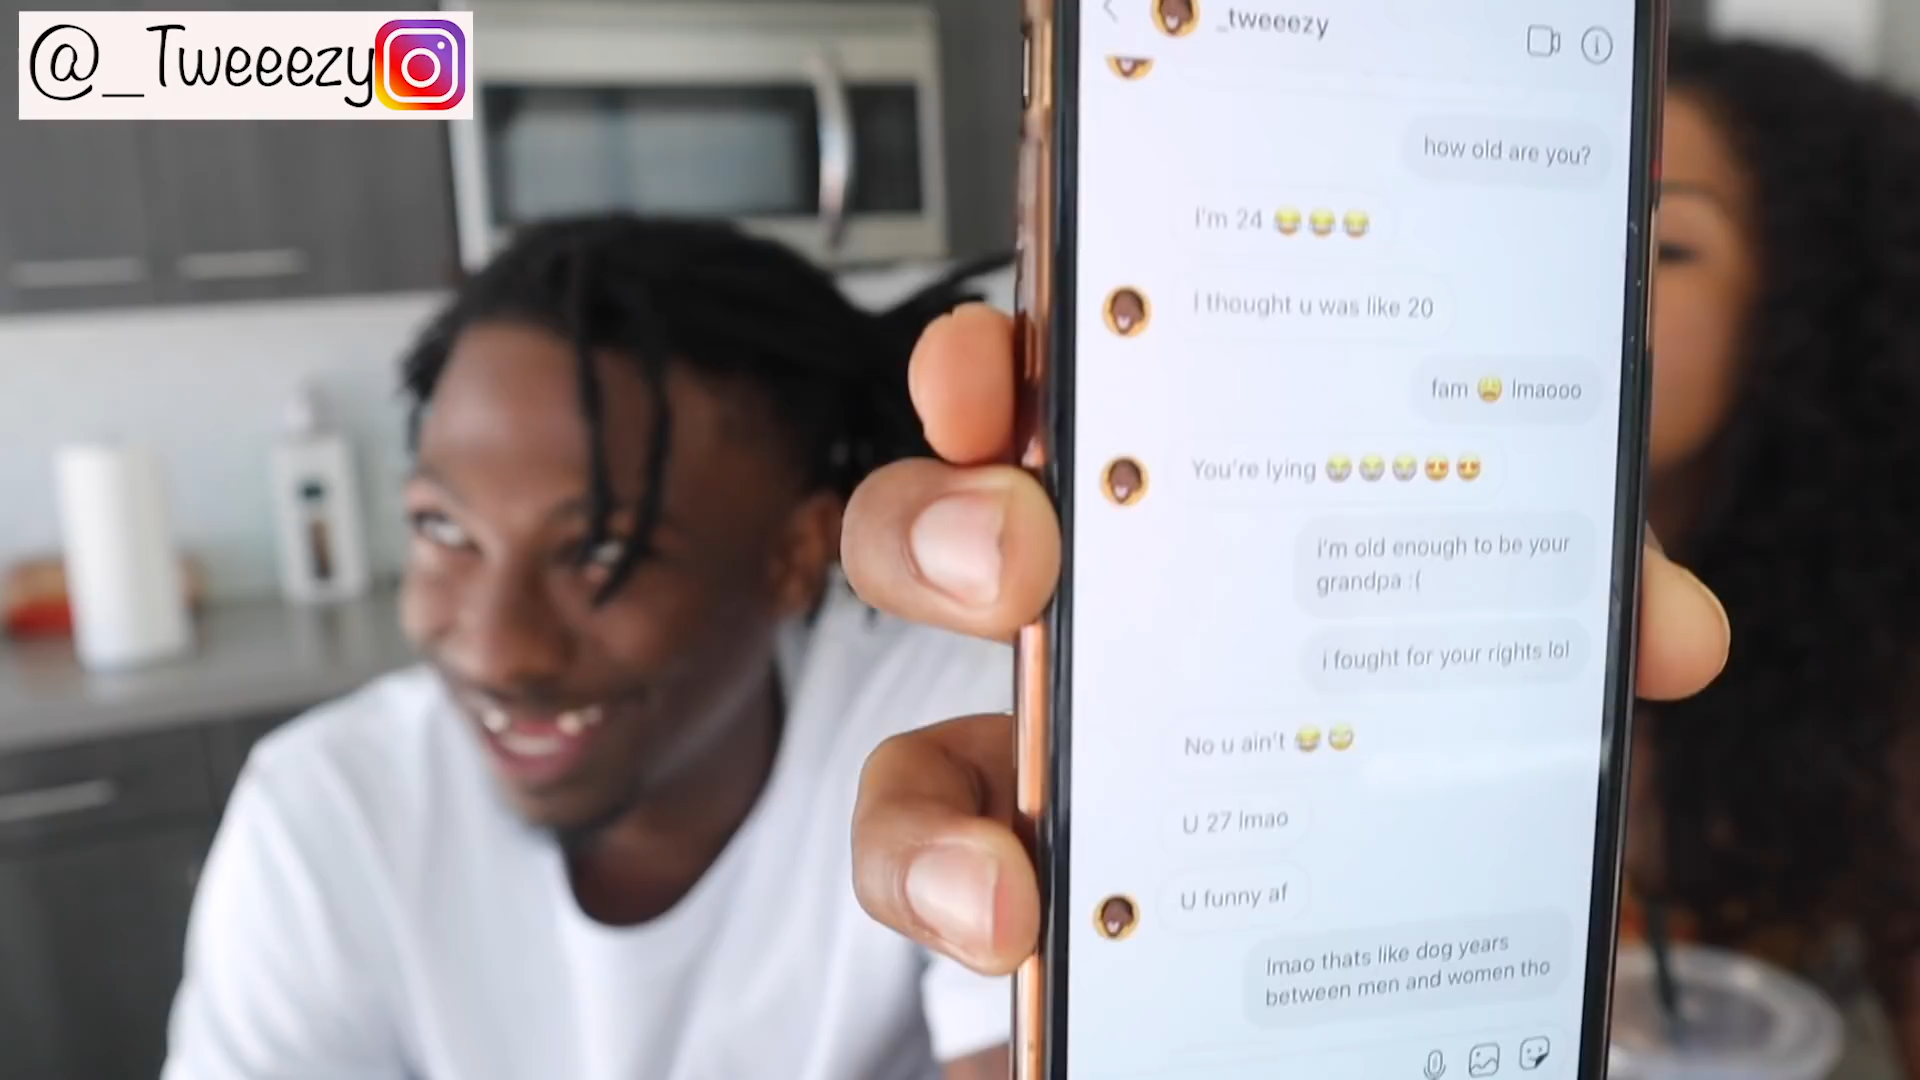 @_Tweeezy
_tweeezy
how old are you?
I'm 24 😂😂😂
I thought u was like 20
fam 😩 lmaooo
You're lying 😂😂😂😍😍
i'm old enough to be your
grandpa :(
i fought for your rights lol
No u ain't 😂🙄
U 27 lmao
U funny af
lmao thats like dog years
between men and women tho